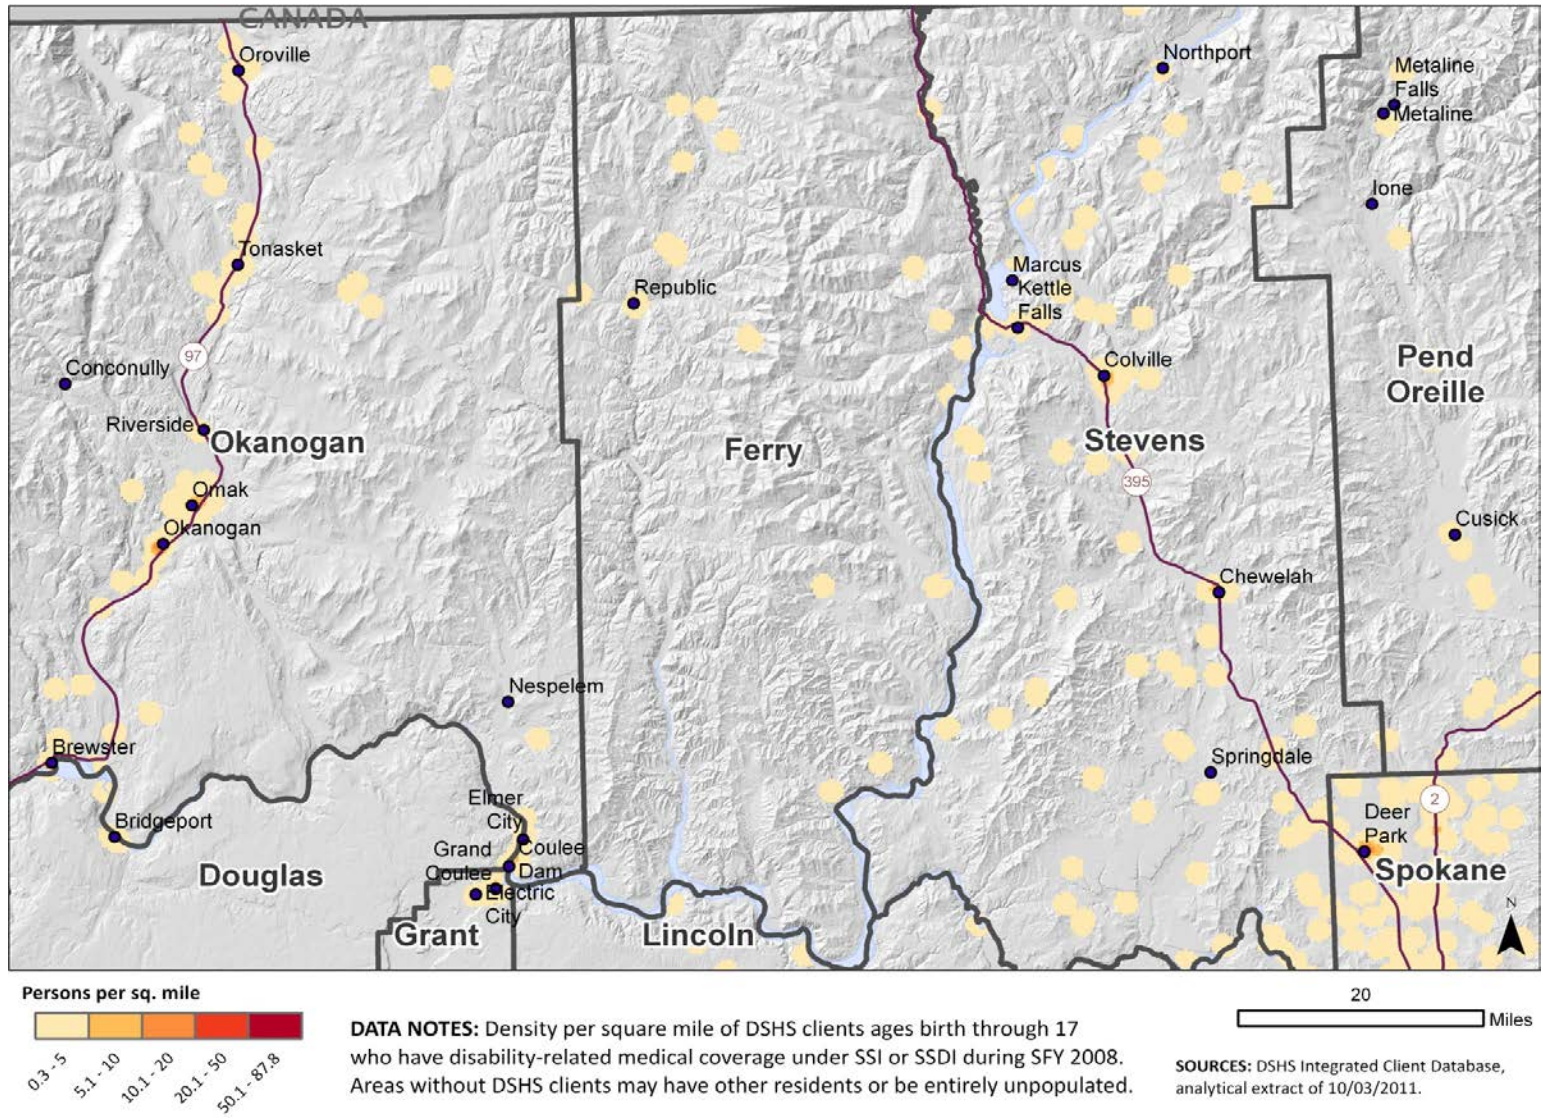 CANADA
Oroville
Northport
Metaline
Falls
Metaline
Ione
Tonasket
Republic
Marcus
Kettle
Falls
97
Conconully
Colville
Pend
Oreille
Riverside
Okanogan
Ferry
Stevens
395
Omak
Okanogan
Cusick
Chewelah
Nespelem
Brewster
Springdale
2
Elmer
City
Bridgeport
Deer
Park
Grand
Coulee
Coulee
Dam
Douglas
Spokane
Electric
City
Grant
Lincoln
N
Persons per sq. mile
0.3 - 5
5.1 - 10
10.1 - 20
20.1 - 50
50.1 - 87.8
DATA NOTES: Density per square mile of DSHS clients ages birth through 17
who have disability-related medical coverage under SSI or SSDI during SFY 2008.
Areas without DSHS clients may have other residents or be entirely unpopulated.
20
Miles
SOURCES: DSHS Integrated Client Database,
analytical extract of 10/03/2011.